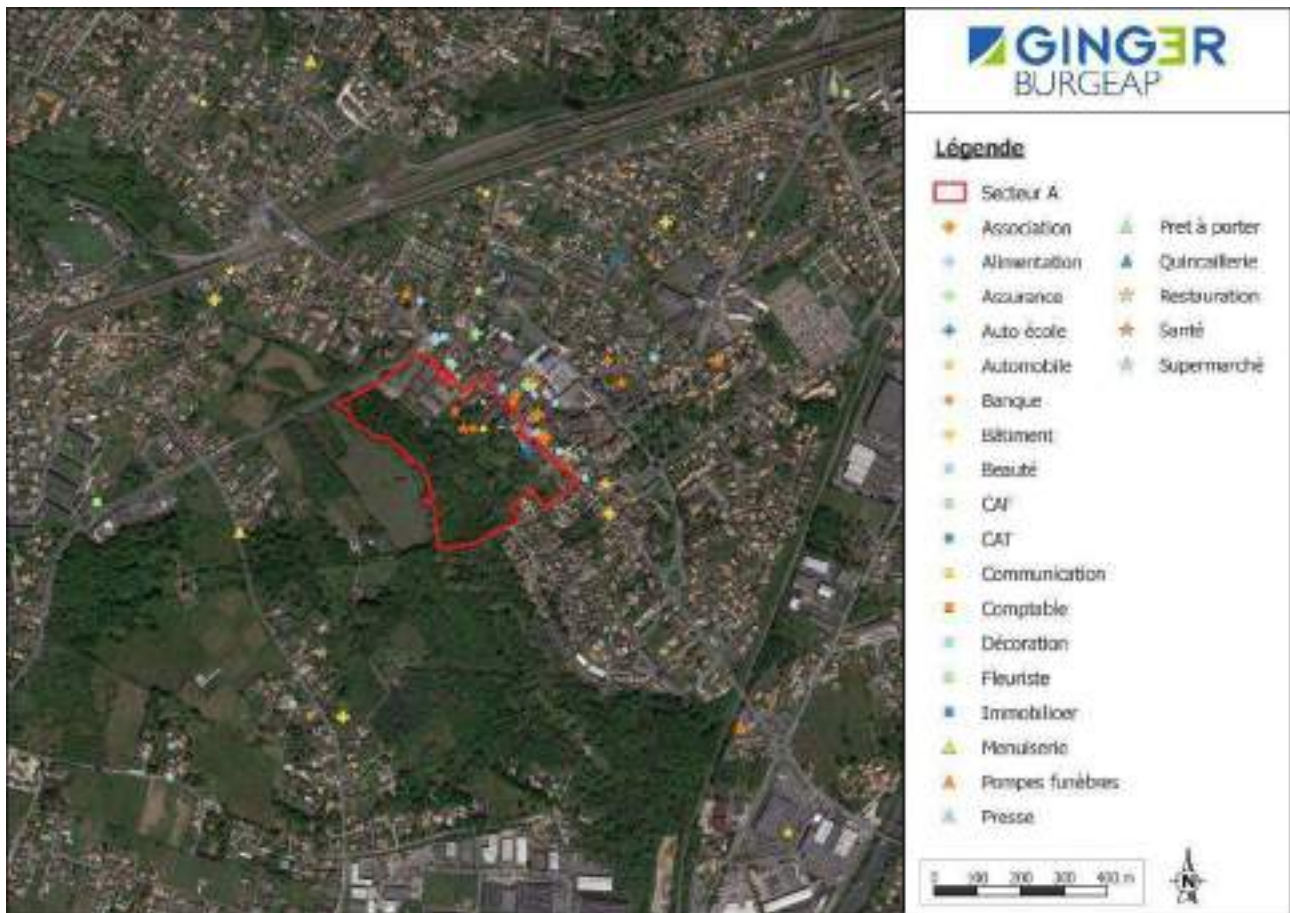 GINGER
BURGEAP
Légende
Secteur A
Association
Alimentation
Assurance
Auto école
Automobile
Banque
Bâtiment
Beauté
CAF
CAT
Communication
Comptable
Décoration
Fleuriste
Immobilioer
Menuiserie
Pompes funèbres
Presse
Pret à porter
Quincaillerie
Restauration
Santé
Supermarché
0 100 200 300 400 m
N